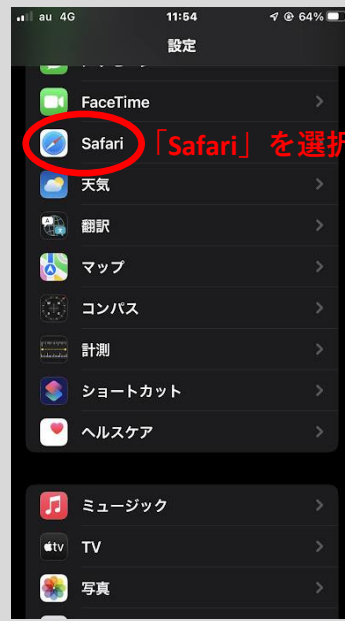 au 4G 11:54 64%
設定
FaceTime
Safari 「Safari」を選択
天気
翻訳
マップ
コンパス
計測
ショートカット
ヘルスケア
ミュージック
tv TV
写真